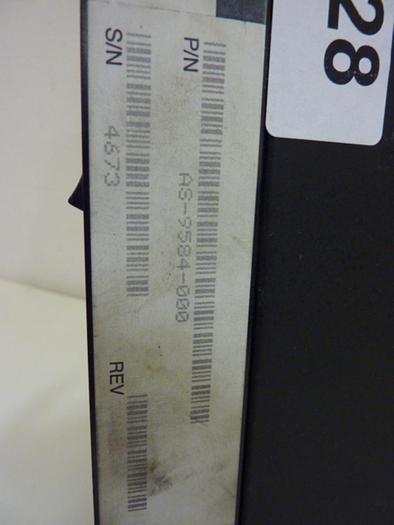 P/N
AS-9584-000
S/N
4673
REV
28